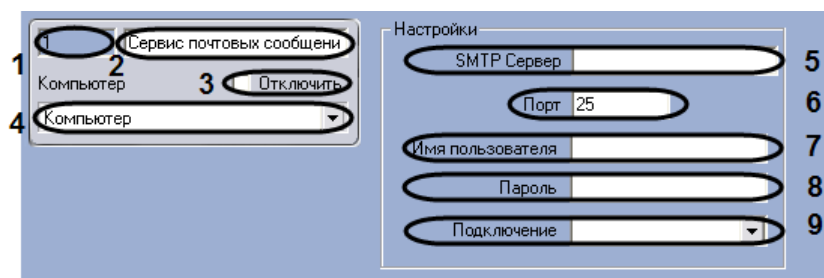 1 Сервис почтовых сообщени
1 2
Компьютер 3 Отключить
4 Компьютер
Настройки
SMTP Сервер 5
Порт 25 6
Имя пользователя 7
Пароль 8
Подключение 9